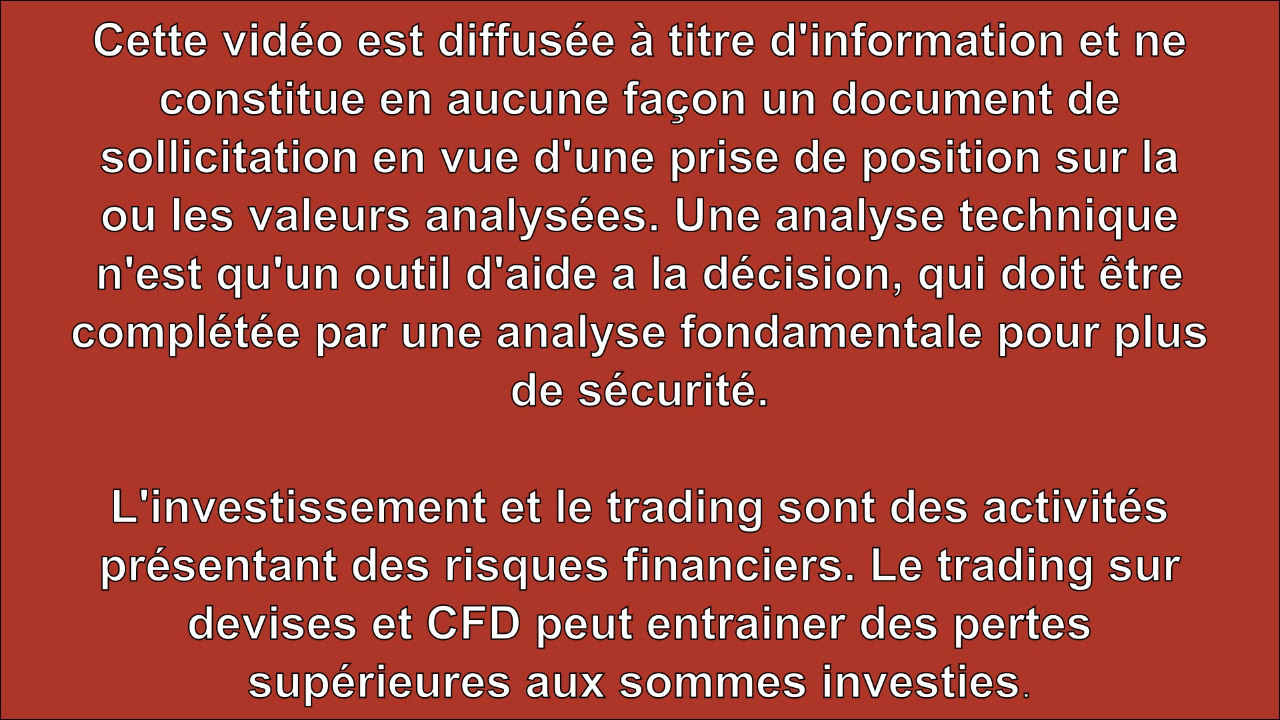 Cette vidéo est diffusée à titre d'information et ne
constitue en aucune façon un document de
sollicitation en vue d'une prise de position sur la
ou les valeurs analysées. Une analyse technique
n'est qu'un outil d'aide a la décision, qui doit être
complétée par une analyse fondamentale pour plus
de sécurité.
L'investissement et le trading sont des activités
présentant des risques financiers. Le trading sur
devises et CFD peut entrainer des pertes
supérieures aux sommes investies.